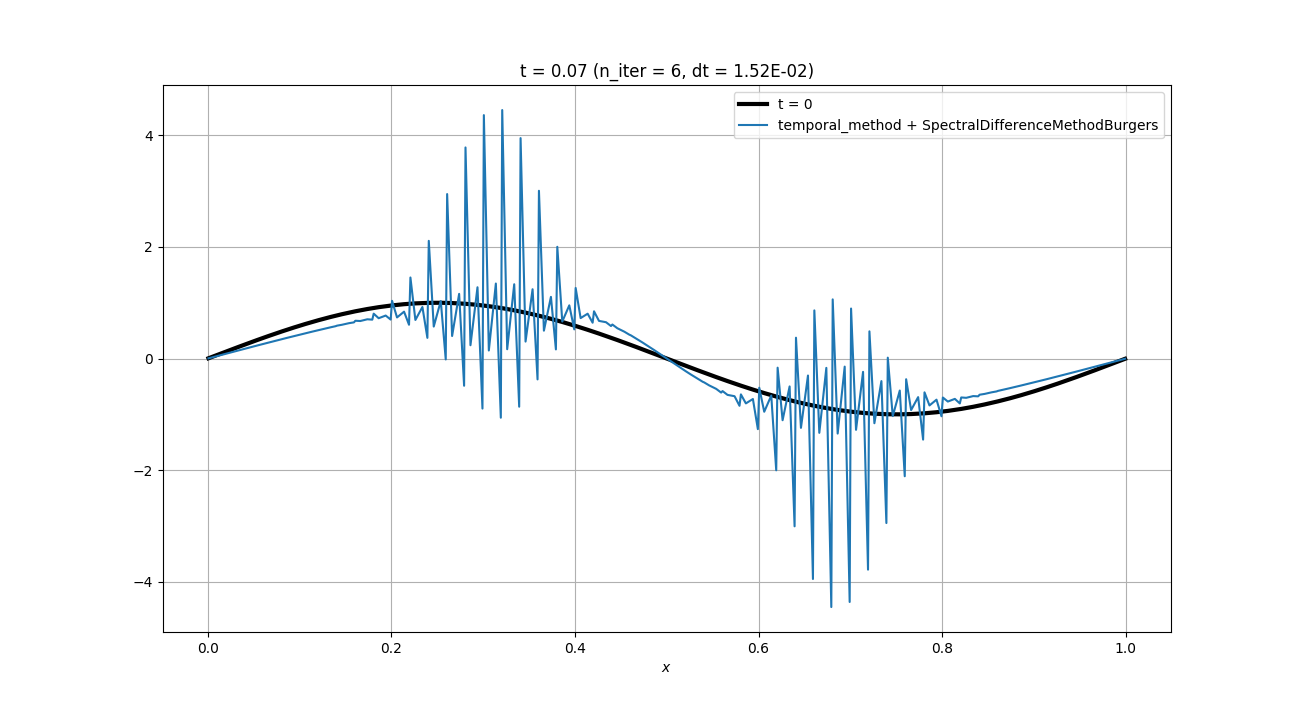 t = 0.07 (n_iter = 6, dt = 1.52E-02)
t = 0
temporal_method + SpectralDifferenceMethodBurgers
4
2
0
−2
−4
0.0 0.2 0.4 0.6 0.8 1.0
x